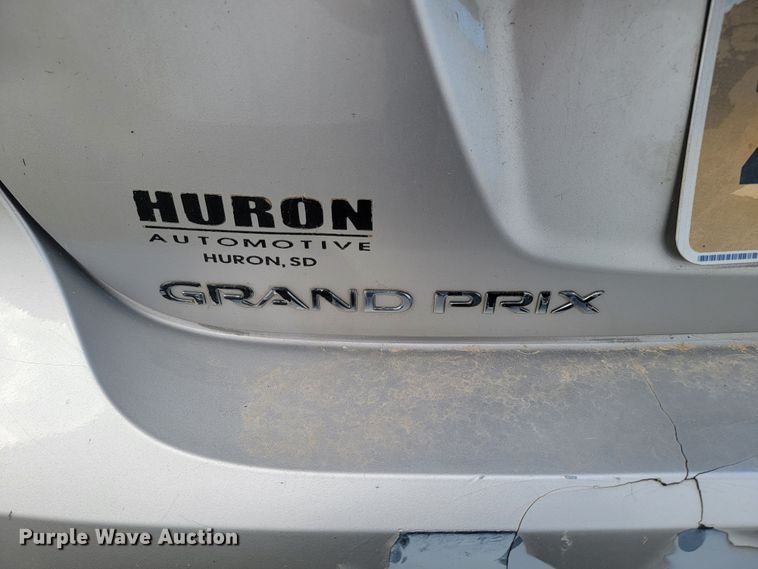 HURON
AUTOMOTIVE
HURON, SD
GRAND PRIX
Purple Wave Auction